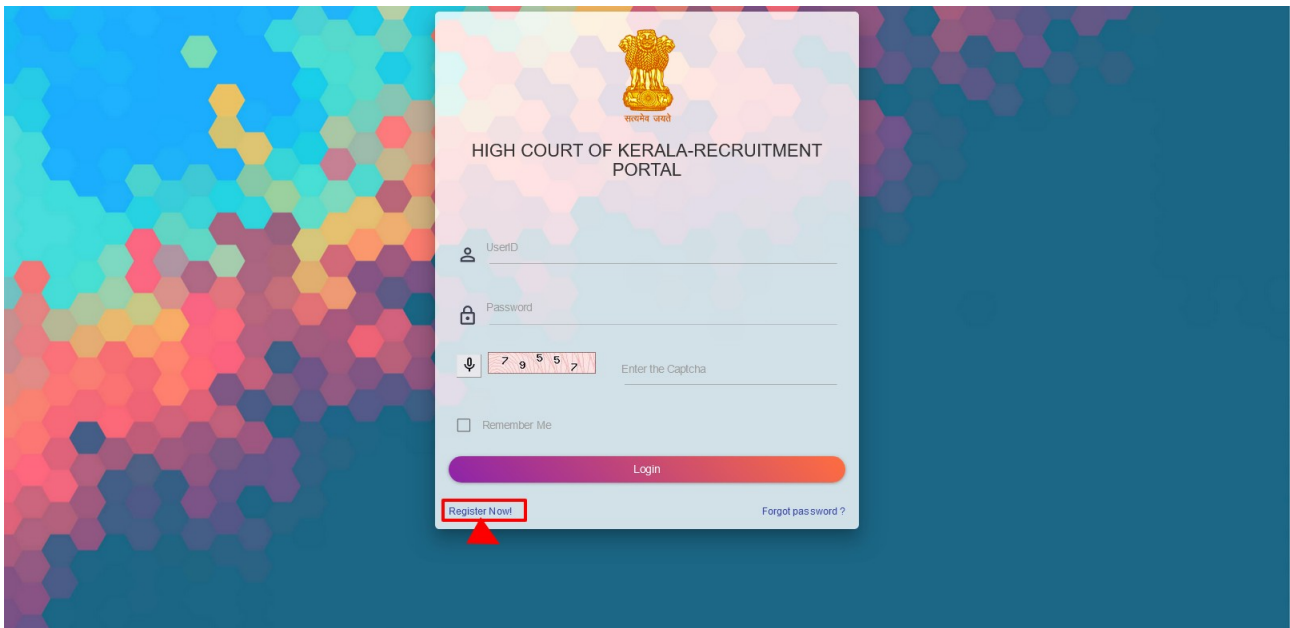 सत्यमेव जयते
HIGH COURT OF KERALA-RECRUITMENT
PORTAL
UserID
Password
7 9 5 5 7
Enter the Captcha
Remember Me
Login
Register Now!
Forgot password ?